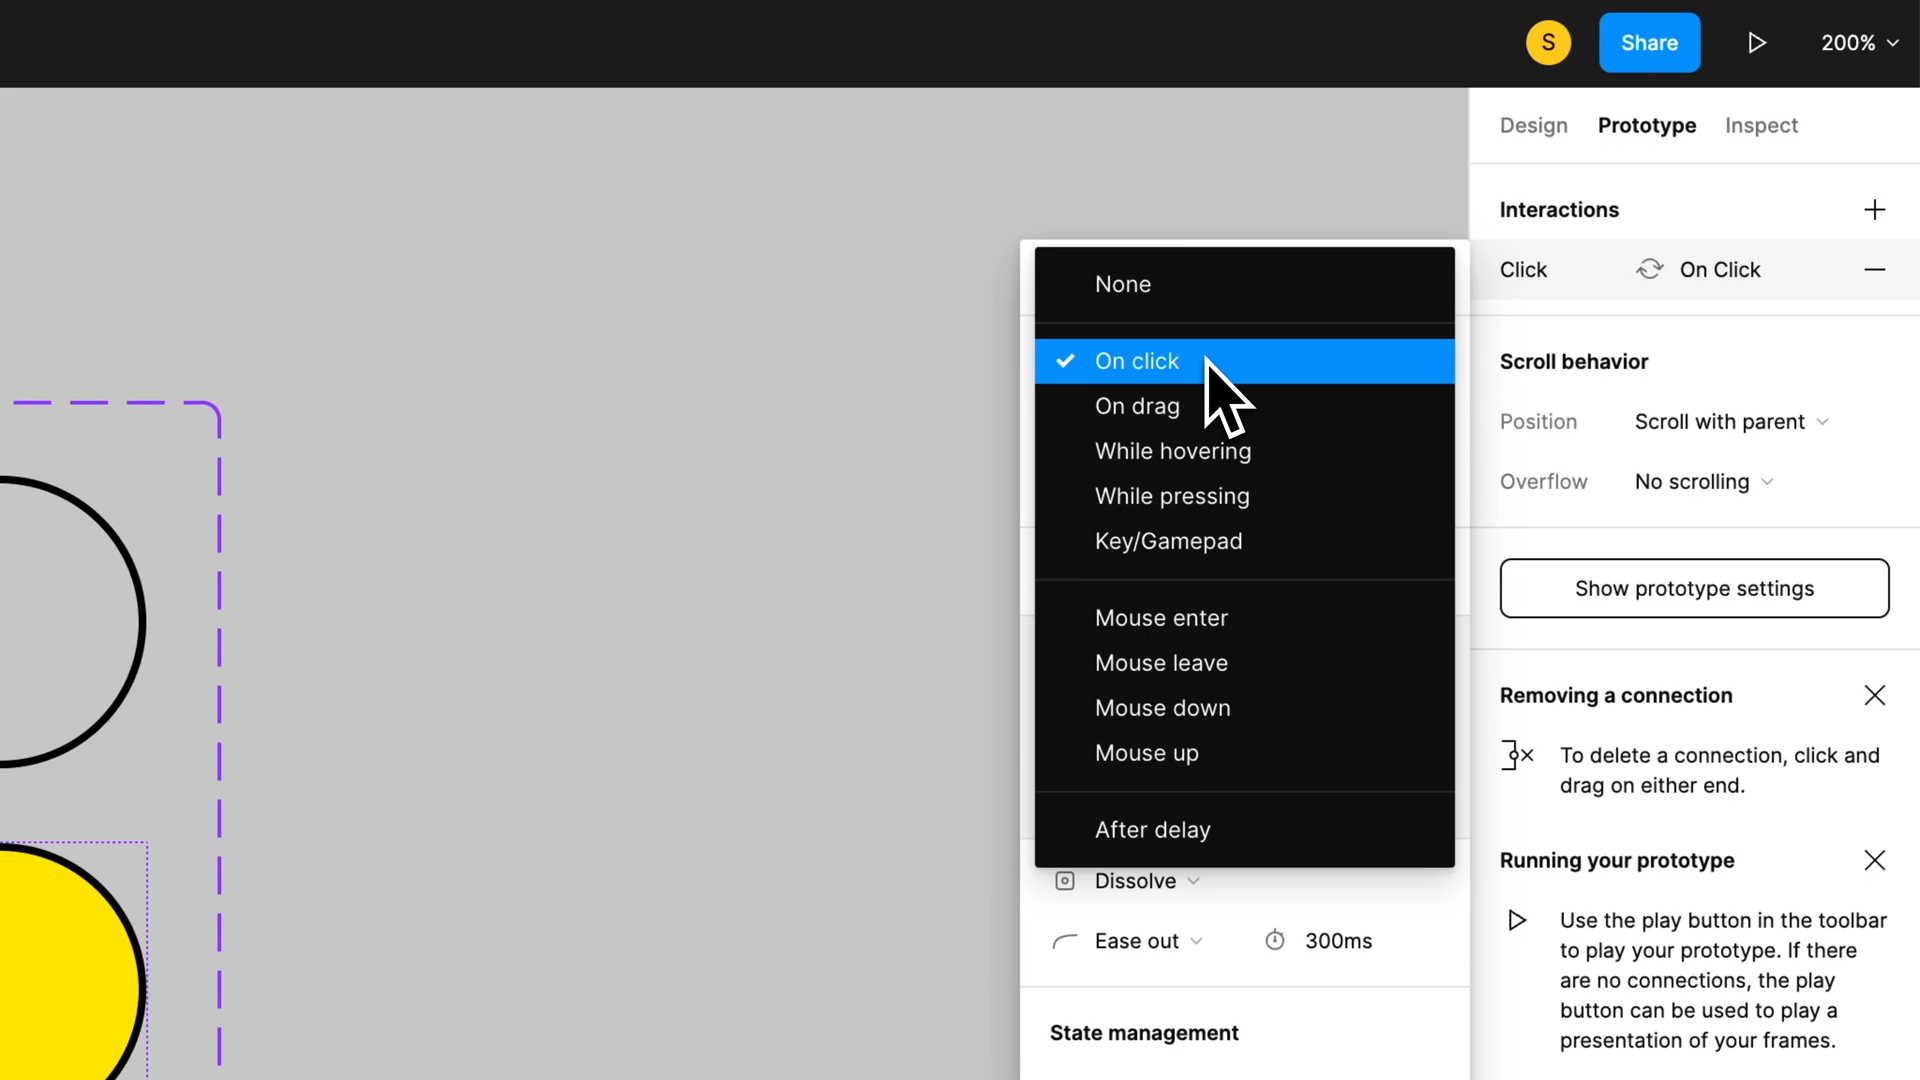 S
Share
200%
Design
Prototype
Inspect
Interactions
Click
On Click
Scroll behavior
Position
Scroll with parent
Overflow
No scrolling
Show prototype settings
Removing a connection
To delete a connection, click and
drag on either end.
Running your prototype
Use the play button in the toolbar
to play your prototype. If there
are no connections, the play
button can be used to play a
presentation of your frames.
None
On click
On drag
While hovering
While pressing
Key/Gamepad
Mouse enter
Mouse leave
Mouse down
Mouse up
After delay
Dissolve
Ease out
300ms
State management